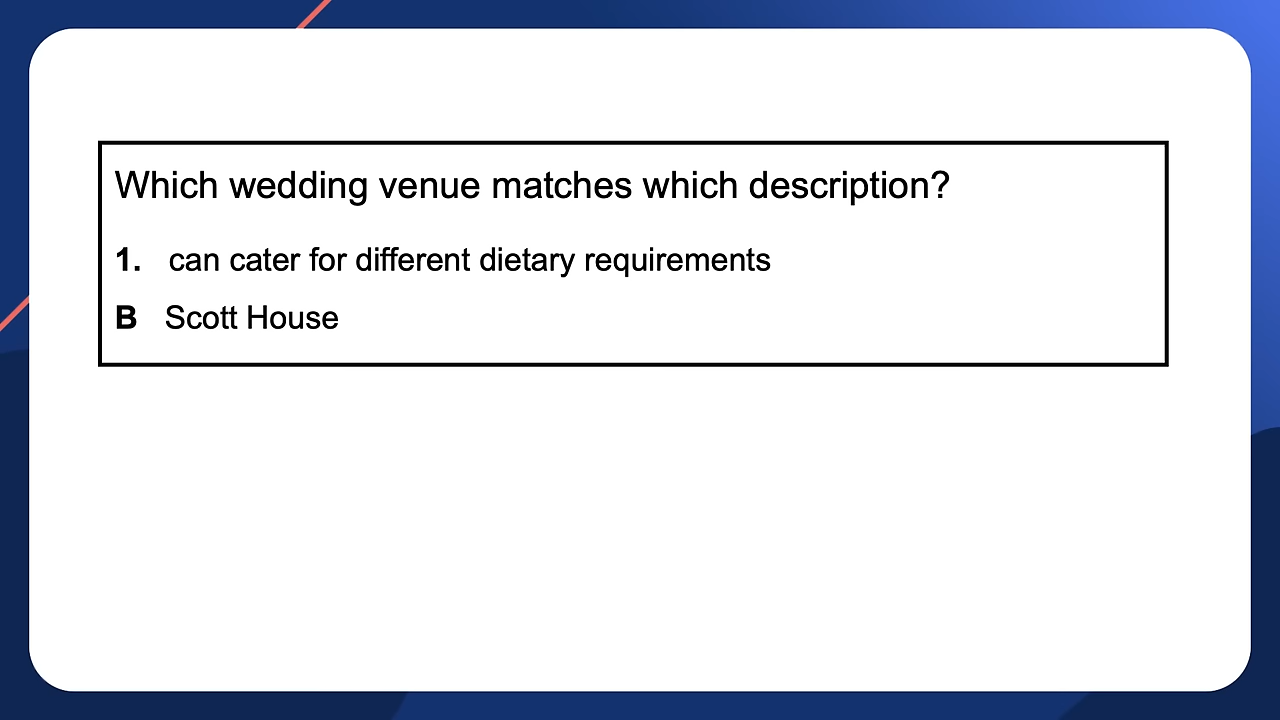 Which wedding venue matches which description?
1. can cater for different dietary requirements
B Scott House